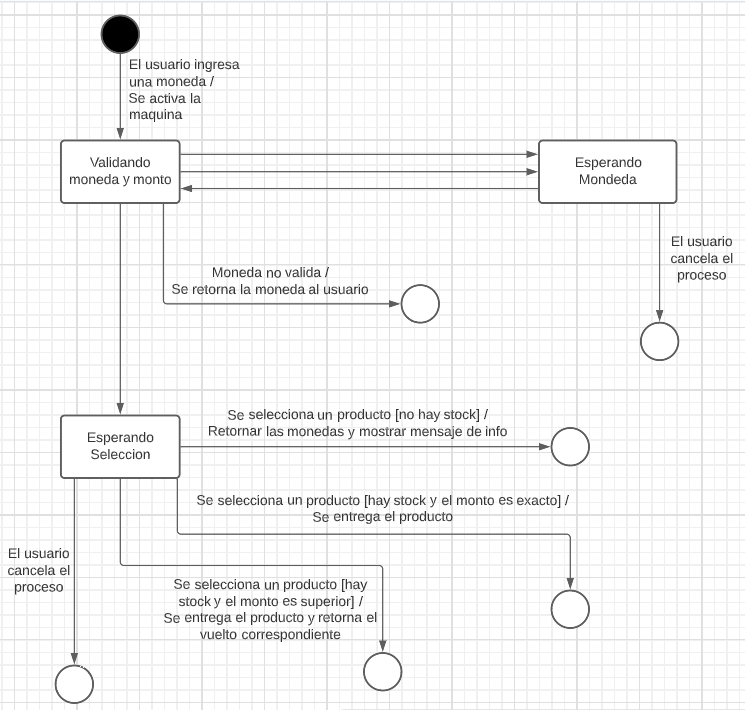 El usuario ingresa
una moneda /
Se activa la
maquina
Validando
moneda y monto
Esperando
Mondeda
El usuario
cancela el
proceso
Moneda no valida /
Se retorna la moneda al usuario
Esperando
Seleccion
Se selecciona un producto [no hay stock] /
Retornar las monedas y mostrar mensaje de info
Se selecciona un producto [hay stock y el monto es exacto] /
Se entrega el producto
El usuario
cancela el
proceso
Se selecciona un producto [hay
stock y el monto es superior] /
Se entrega el producto y retorna el
vuelto correspondiente